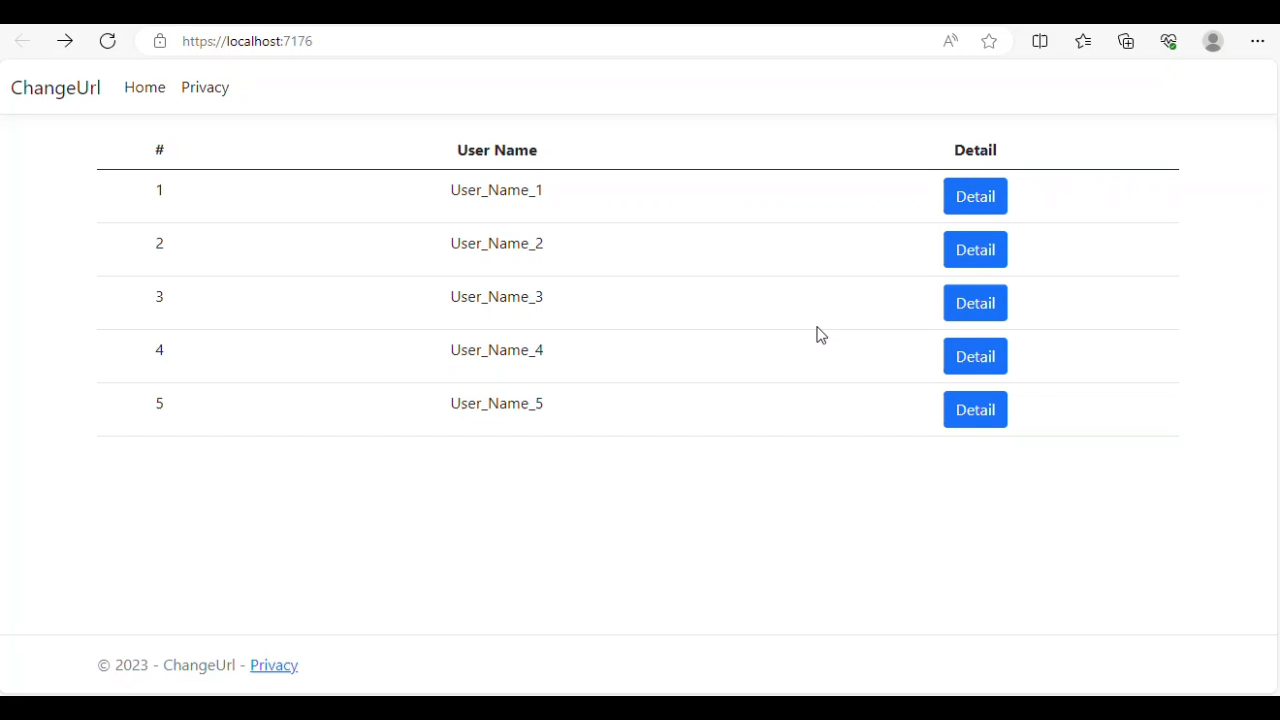 https://localhost:7176
ChangeUrl Home Privacy
# User Name Detail
1 User_Name_1 Detail
2 User_Name_2 Detail
3 User_Name_3 Detail
4 User_Name_4 Detail
5 User_Name_5 Detail
© 2023 - ChangeUrl - Privacy